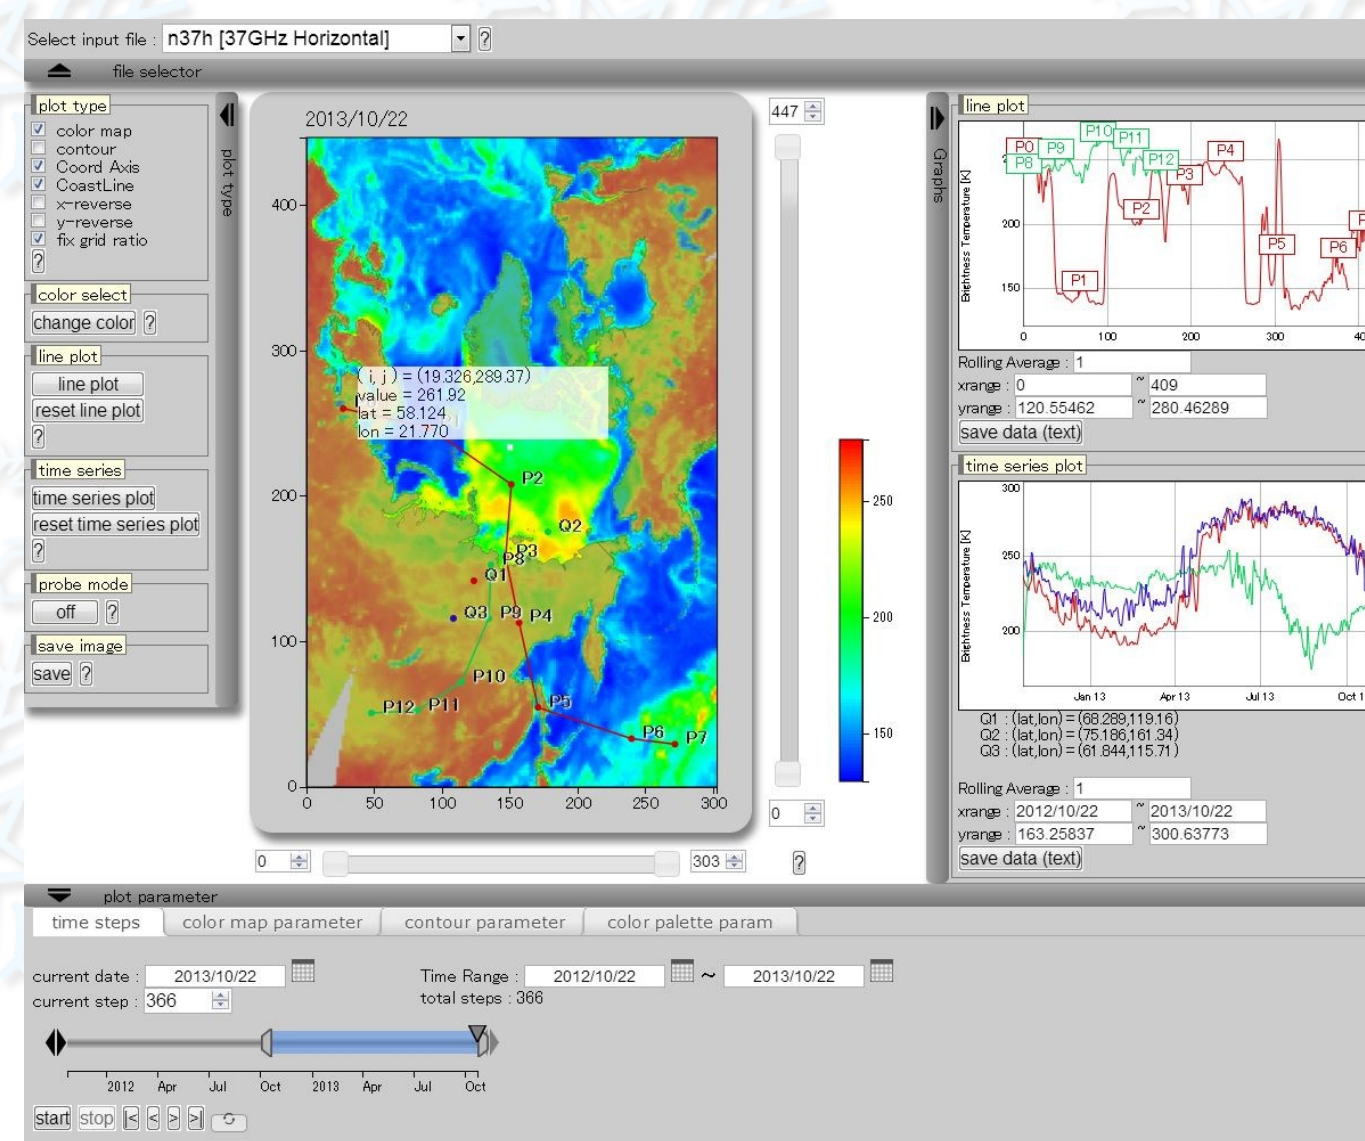 Select input file : n37h [37GHz Horizontal] ?
file selector
plot type
color map
contour
Coord Axis
CoastLine
x-reverse
y-reverse
fix grid ratio
?
color select
change color ?
line plot
line plot
reset line plot
?
time series
time series plot
reset time series plot
?
probe mode
off ?
save image
save ?
plot type
2013/10/22
400
300
200
100
0
0 50 100 150 200 250 300
( i, j ) = (19.326,289.37)
value = 261.92
lat = 58.124
lon = 21.770
P2
Q2
P3
P8
Q1
Q3 P9 P4
P10
P12 P11
P5
P6 P7
447
0
0 303 ?
250
200
150
Graphs
line plot
P0 P9 P10 P11 P4
P8 P12 P3
P2
P5 P6
P1
Brightness Temperature [K]
200
150
0 100 200 300
Rolling Average : 1
xrange : 0 ~ 409
yrange : 120.55462 ~ 280.46289
save data (text)
time series plot
300
250
200
Brightness Temperature [K]
Jan 13 Apr 13 Jul 13 Oct 1
Q1 : (lat,lon) = (68.289,119.16)
Q2 : (lat,lon) = (75.186,161.34)
Q3 : (lat,lon) = (61.844,115.71)
Rolling Average : 1
xrange : 2012/10/22 ~ 2013/10/22
yrange : 163.25837 ~ 300.63773
save data (text)
plot parameter
time steps color map parameter contour parameter color palette param
current date : 2013/10/22 Time Range : 2012/10/22 ~ 2013/10/22
current step : 366 total steps : 366
2012 Apr Jul Oct 2013 Apr Jul Oct
start stop |< < > >|